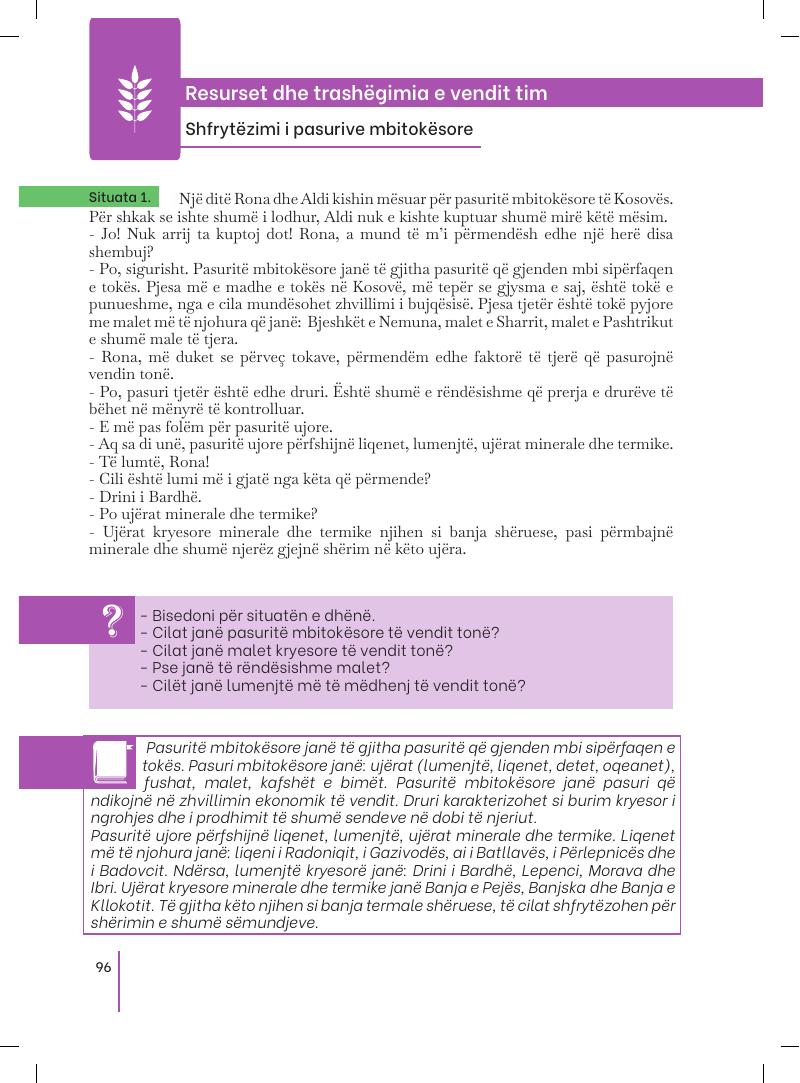 Resurset dhe trashëgimia e vendit tim
Shfrytëzimi i pasurive mbitokësore
Situata 1. Një ditë Rona dhe Aldi kishin mësuar për pasuritë mbitokësore të Kosovës.
Për shkak se ishte shumë i lodhur, Aldi nuk e kishte kuptuar shumë mirë këtë mësim.
- Jo! Nuk arrij ta kuptoj dot! Rona, a mund të m'i përmendësh edhe një herë disa
shembuj?
- Po, sigurisht. Pasuritë mbitokësore janë të gjitha pasuritë që gjenden mbi sipërfaqen
e tokës. Pjesa më e madhe e tokës në Kosovë, më tepër se gjysma e saj, është tokë e
punueshme, nga e cila mundësohet zhvillimi i bujqësisë. Pjesa tjetër është tokë pyjore
me malet më të njohura që janë: Bjeshkët e Nemuna, malet e Sharrit, malet e Pashtrikut
e shumë male të tjera.
- Rona, më duket se përveç tokave, përmendëm edhe faktorë të tjerë që pasurojnë
vendin tonë.
- Po, pasuri tjetër është edhe druri. Është shumë e rëndësishme që prerja e drurëve të
bëhet në mënyrë të kontrolluar.
- E më pas folëm për pasuritë ujore.
- Aq sa di unë, pasuritë ujore përfshijnë liqenet, lumenjtë, ujërat minerale dhe termike.
- Të lumtë, Rona!
- Cili është lumi më i gjatë nga këta që përmende?
- Drini i Bardhë.
- Po ujërat minerale dhe termike?
- Ujërat kryesore minerale dhe termike njihen si banja shëruese, pasi përmbajnë
minerale dhe shumë njerëz gjejnë shërim në këto ujëra.
?
- Bisedoni për situatën e dhënë.
- Cilat janë pasuritë mbitokësore të vendit tonë?
- Cilat janë malet kryesore të vendit tonë?
- Pse janë të rëndësishme malet?
- Cilët janë lumenjtë më të mëdhenj të vendit tonë?
Pasuritë mbitokësore janë të gjitha pasuritë që gjenden mbi sipërfaqen e
tokës. Pasuri mbitokësore janë: ujërat (lumenjtë, liqenet, detet, oqeanet),
fushat, malet, kafshët e bimët. Pasuritë mbitokësore janë pasuri që
ndikojnë në zhvillimin ekonomik të vendit. Druri karakterizohet si burim kryesor i
ngrohjes dhe i prodhimit të shumë sendeve në dobi të njeriut.
Pasuritë ujore përfshijnë liqenet, lumenjtë, ujërat minerale dhe termike. Liqenet
më të njohura janë: liqeni i Radoniqit, i Gazivodës, ai i Batllavës, i Përlepnicës dhe
i Badovcit. Ndërsa, lumenjtë kryesorë janë: Drini i Bardhë, Lepenci, Morava dhe
Ibri. Ujërat kryesore minerale dhe termike janë Banja e Pejës, Banjska dhe Banja e
Kllokotit. Të gjitha këto njihen si banja termale shëruese, të cilat shfrytëzohen për
shërimin e shumë sëmundjeve.
96